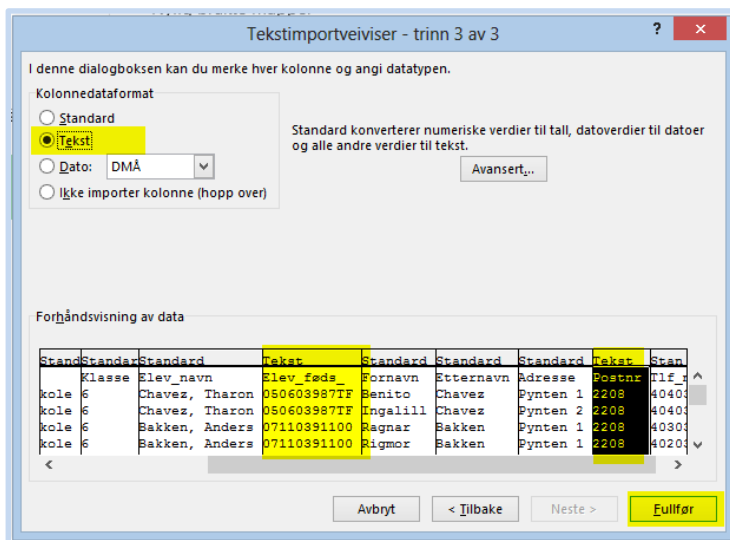 Tekstimportveiviser - trinn 3 av 3
?
×
I denne dialogboksen kan du merke hver kolonne og angi datatypen.
Kolonnedataformat
Standard
Tekst
Dato: DMÅ
Ikke importer kolonne (hopp over)
Standard konverterer numeriske verdier til tall, datoverdier til datoer
og alle andre verdier til tekst.
Avansert...
Forhåndsvisning av data
Stand Standar Standard Tekst Standard Standard Standard Tekst Stan
Klasse Elev_navn Elev_føds_ Fornavn Etternavn Adresse Postnr Tlf_
kole 6 Chavez, Tharon 050603987TF Benito Chavez Pynten 1 2208 4040
kole 6 Chavez, Tharon 050603987TF Ingalill Chavez Pynten 2 2208 4040
kole 6 Bakken, Anders 07110391100 Ragnar Bakken Pynten 1 2208 4030
kole 6 Bakken, Anders 07110391100 Rigmor Bakken Pynten 1 2208 4020
Avbryt
< Tilbake
Neste >
Fullfør